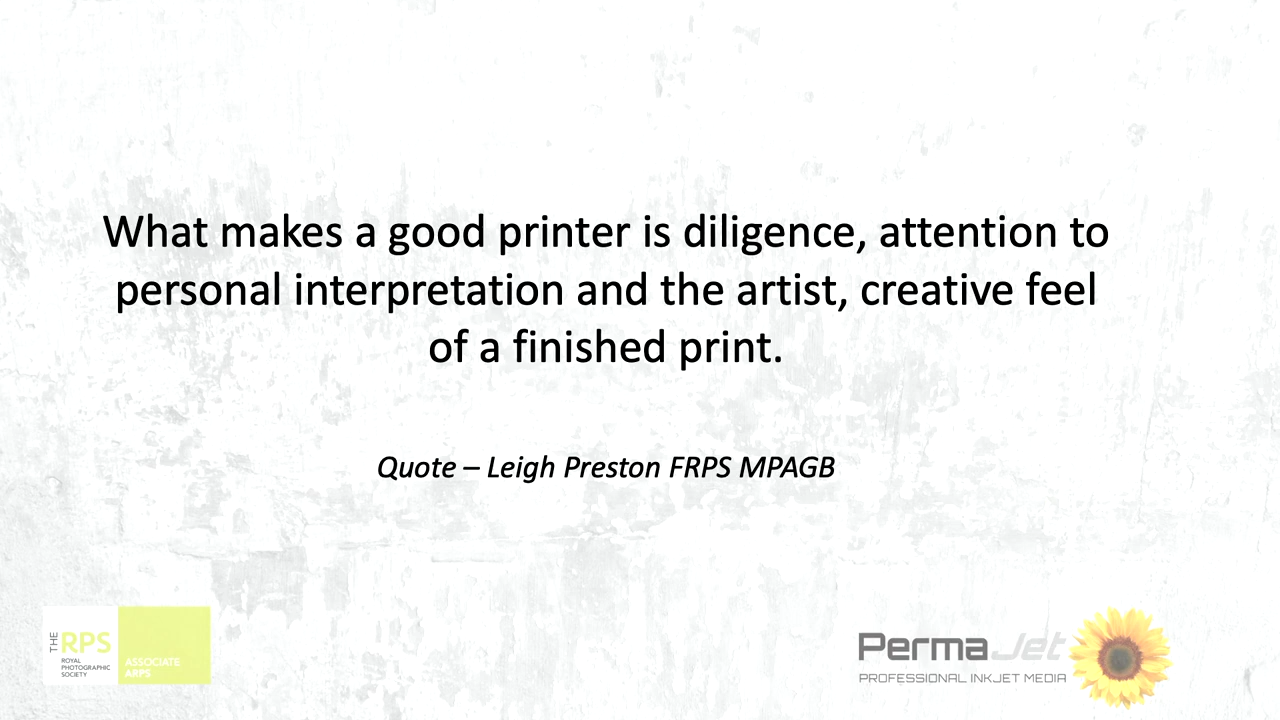 What makes a good printer is diligence, attention to
personal interpretation and the artist, creative feel
of a finished print.
Quote – Leigh Preston FRPS MPAGB
THE RPS
ROYAL
PHOTOGRAPHIC
SOCIETY
ASSOCIATE
ARPS
PermaJet
PROFESSIONAL INKJET MEDIA